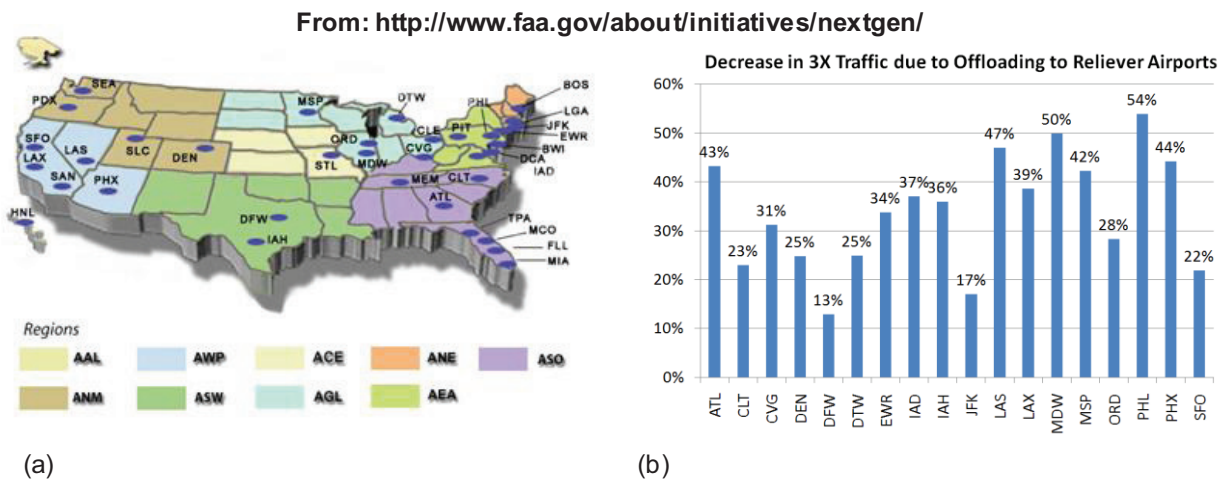 From: http://www.faa.gov/about/initiatives/nextgen/
SEA
PDX
SFO
LAX
LAS
SAN
PHX
SLC
DEN
HNL
MSP
DTW
ORD
MDW
STL
CLE
CVG
PIT
PHL
BOS
LGA
JFK
EWR
BWI
DCA
IAD
MEM
CLT
ATL
DFW
IAH
TPA
MCO
FLL
MIA
Regions
AAL AWP ACE ANE ASO
ANM ASW AGL AEA
(a)
Decrease in 3X Traffic due to Offloading to Reliever Airports
60%
50%
40%
30%
20%
10%
0%
43%
23%
31%
25%
13%
25%
34%
37%
36%
17%
47%
39%
50%
42%
28%
54%
44%
22%
ATL
CLT
CVG
DEN
DFW
DTW
EWR
IAD
IAH
JFK
LAS
LAX
MDW
MSP
ORD
PHL
PHX
SFO
(b)